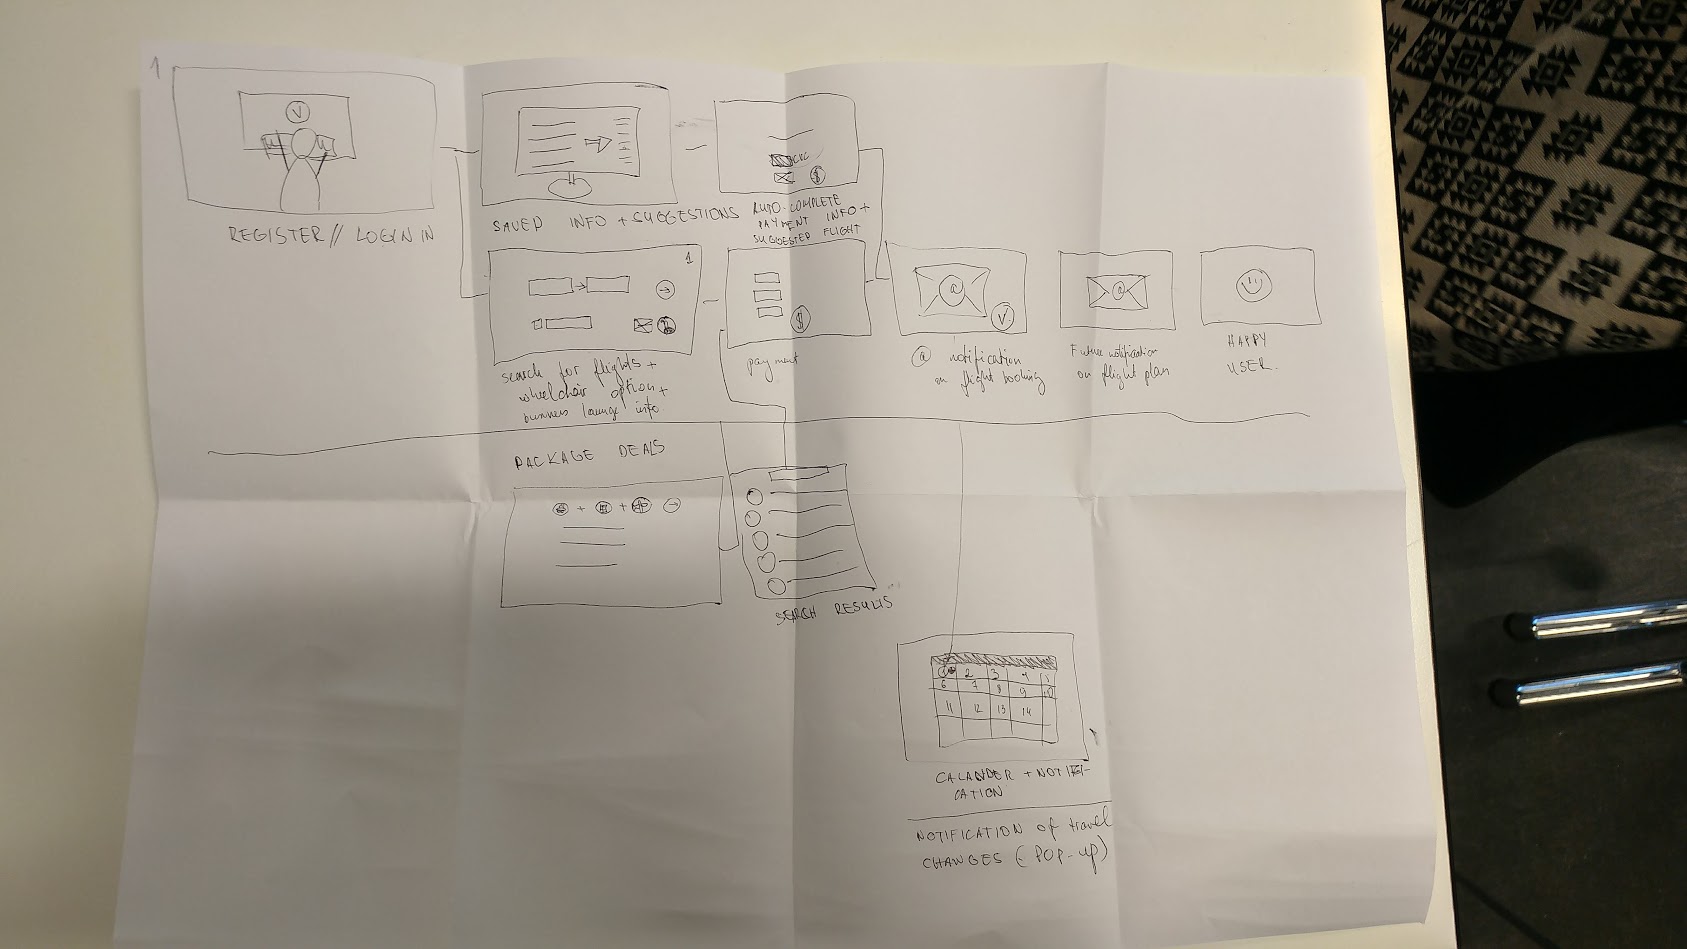 1
V
REGISTER // LOGIN IN
SAVED INFO + SUGGESTIONS
CVC
$
AUTO-COMPLETE
PAYMENT INFO +
SUGGESTED FLIGHT
1
search for flights +
wheelchair option +
business lounge info
$
payment
@
V
@ notification
on flight booking
@
Future notification
on flight plan
HAPPY
USER.
PACKAGE DEALS
+ +
SEARCH RESULTS
1 2 3 4 5
6 7 8 9 10
11 12 13 14
CALANDER + NOTIFI-
CATION
NOTIFICATION of travel
CHANGES (POP-UP)